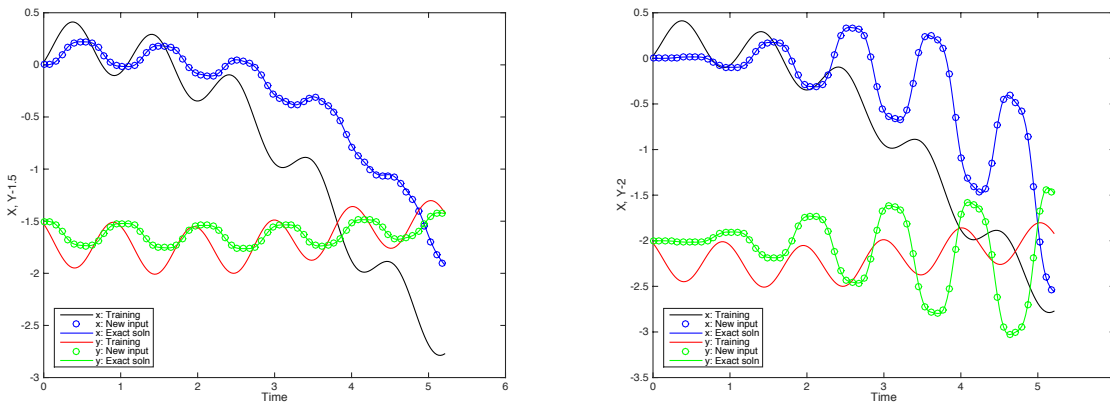 0.5
0
-0.5
-1
-1.5
-2
-2.5
-3
X, Y-1.5
x: Training
x: New input
x: Exact soln
y: Training
y: New input
y: Exact soln
0 1 2 3 4 5 6
Time
0.5
0
-0.5
-1
-1.5
-2
-2.5
-3
-3.5
X, Y-2
x: Training
x: New input
x: Exact soln
y: Training
y: New input
y: Exact soln
0 1 2 3 4 5
Time